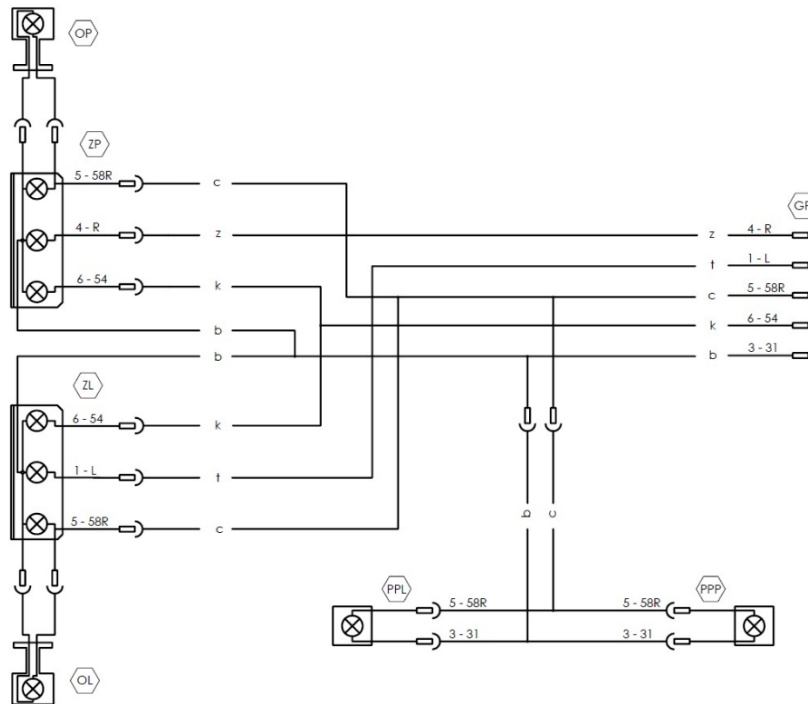 OP
ZP
5 - 58R c
4 - R z z 4 - R
t 1 - L
c 5 - 58R
6 - 54 k k 6 - 54
b
b b 3 - 31
ZL
6 - 54 k
1 - L t
5 - 58R c
b c
PPL PPP
5 - 58R 5 - 58R
3 - 31 3 - 31
OL